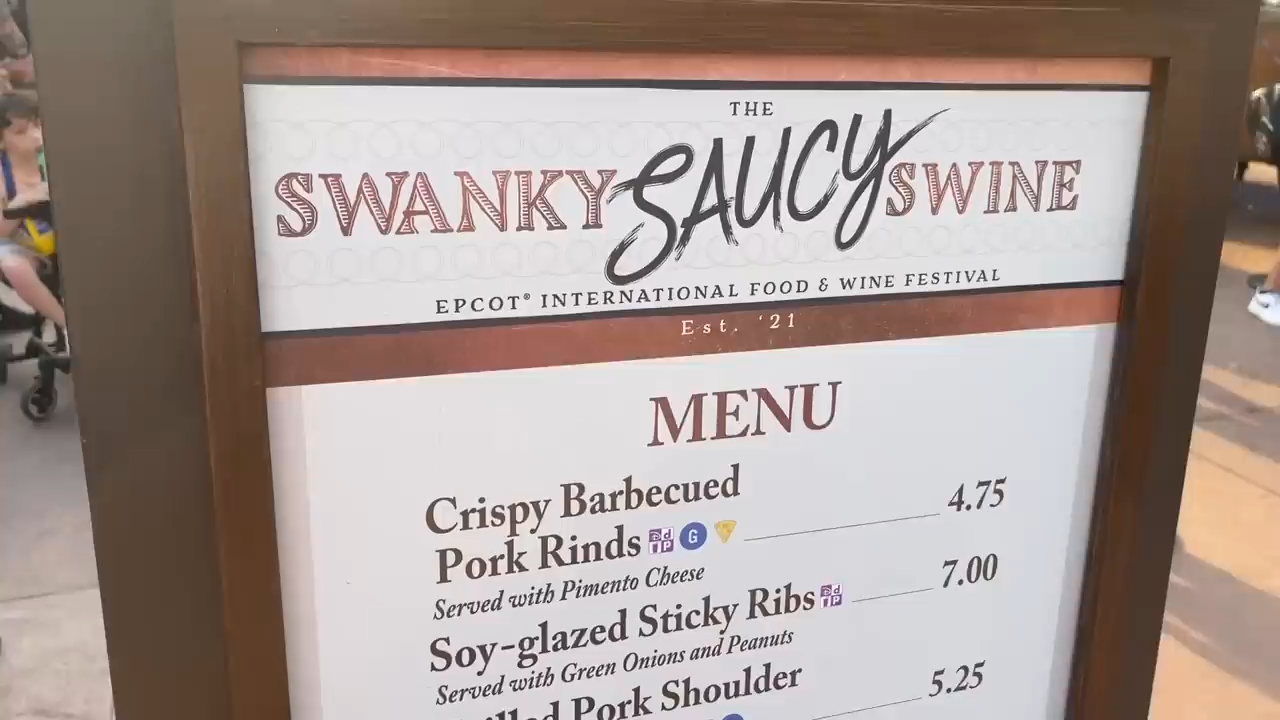 THE
SWANKY SAUCY SWINE
EPCOT® INTERNATIONAL FOOD & WINE FESTIVAL
Est. '21
MENU
Crispy Barbecued
Pork Rinds G 4.75
Served with Pimento Cheese
Soy-glazed Sticky Ribs 7.00
Served with Green Onions and Peanuts
Pork Shoulder 5.25